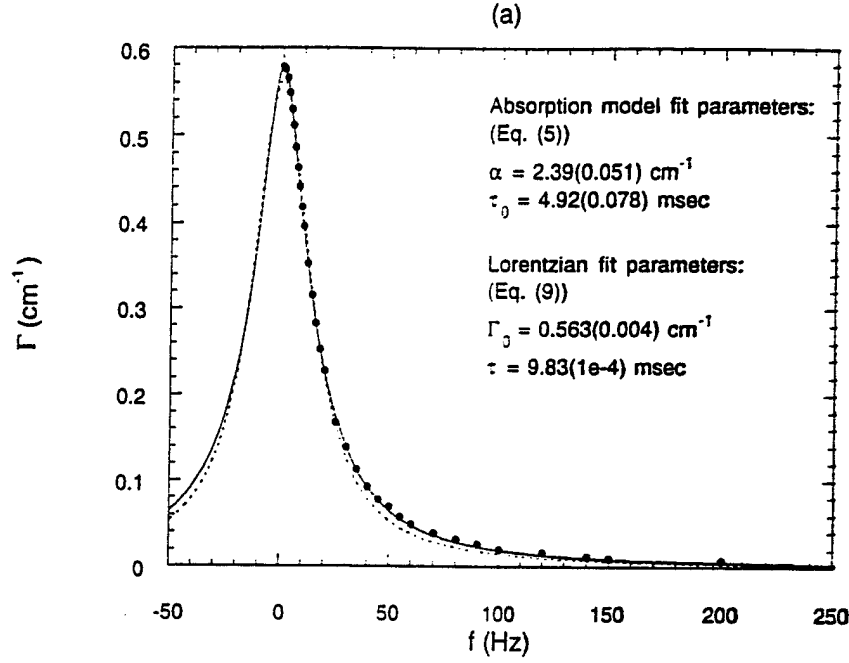 (a)
0.6
0.5
0.4
0.3
0.2
0.1
0
Γ (cm⁻¹)
Absorption model fit parameters:
(Eq. (5))
α = 2.39(0.051) cm⁻¹
τ₀ = 4.92(0.078) msec
Lorentzian fit parameters:
(Eq. (9))
Γ₀ = 0.563(0.004) cm⁻¹
τ = 9.83(1e-4) msec
-50 0 50 100 150 200 250
f (Hz)